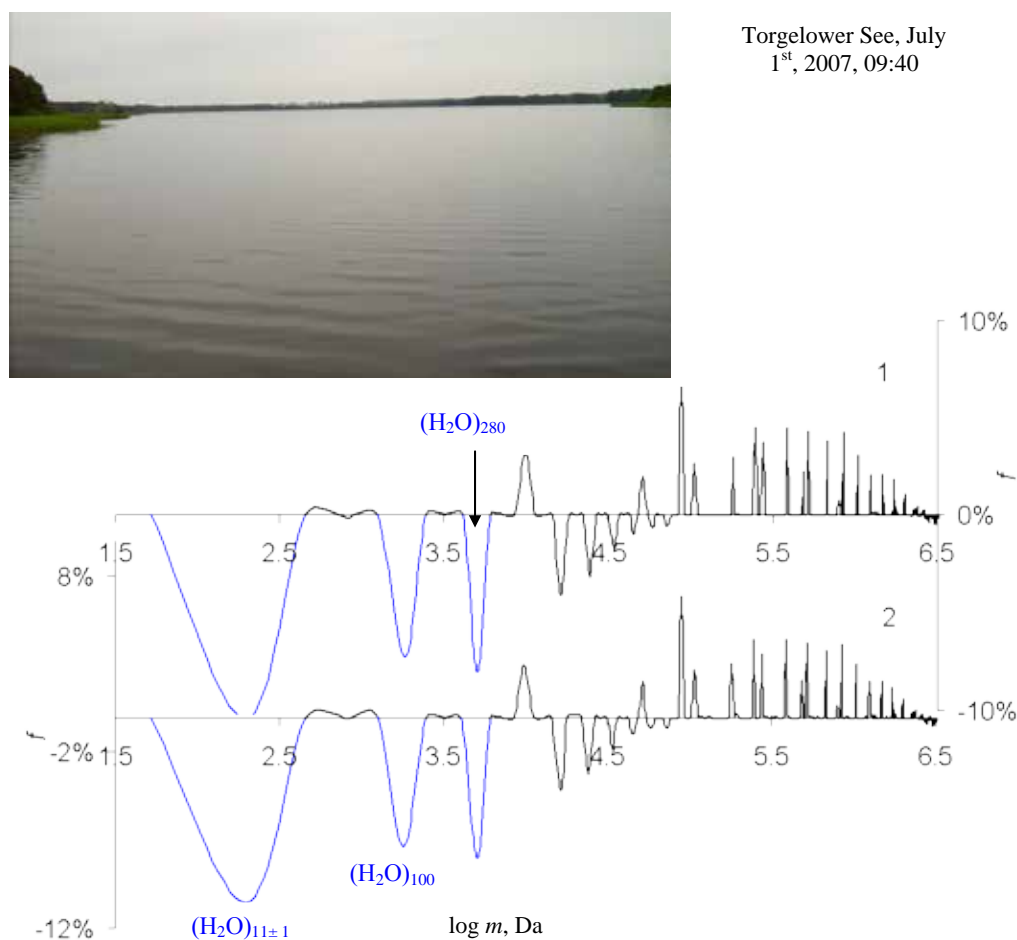 Torgelower See, July
1st, 2007, 09:40
10%
1
(H₂O)₂₈₀
f
0%
1.5 2.5 3.5 4.5 5.5 6.5
8%
2
-10%
f
-2%
1.5 2.5 3.5 4.5 5.5 6.5
(H₂O)₁₀₀
(H₂O)₁₁±₁
-12%
log m, Da